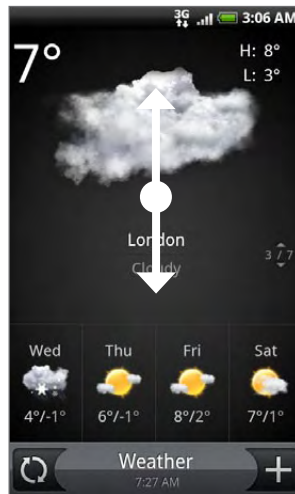 3G 3:06 AM
7°
H: 8°
L: 3°
London
Cloudy
3 / 7
Wed Thu Fri Sat
4°/-1° 6°/-1° 8°/2° 7°/1°
Weather
7:27 AM